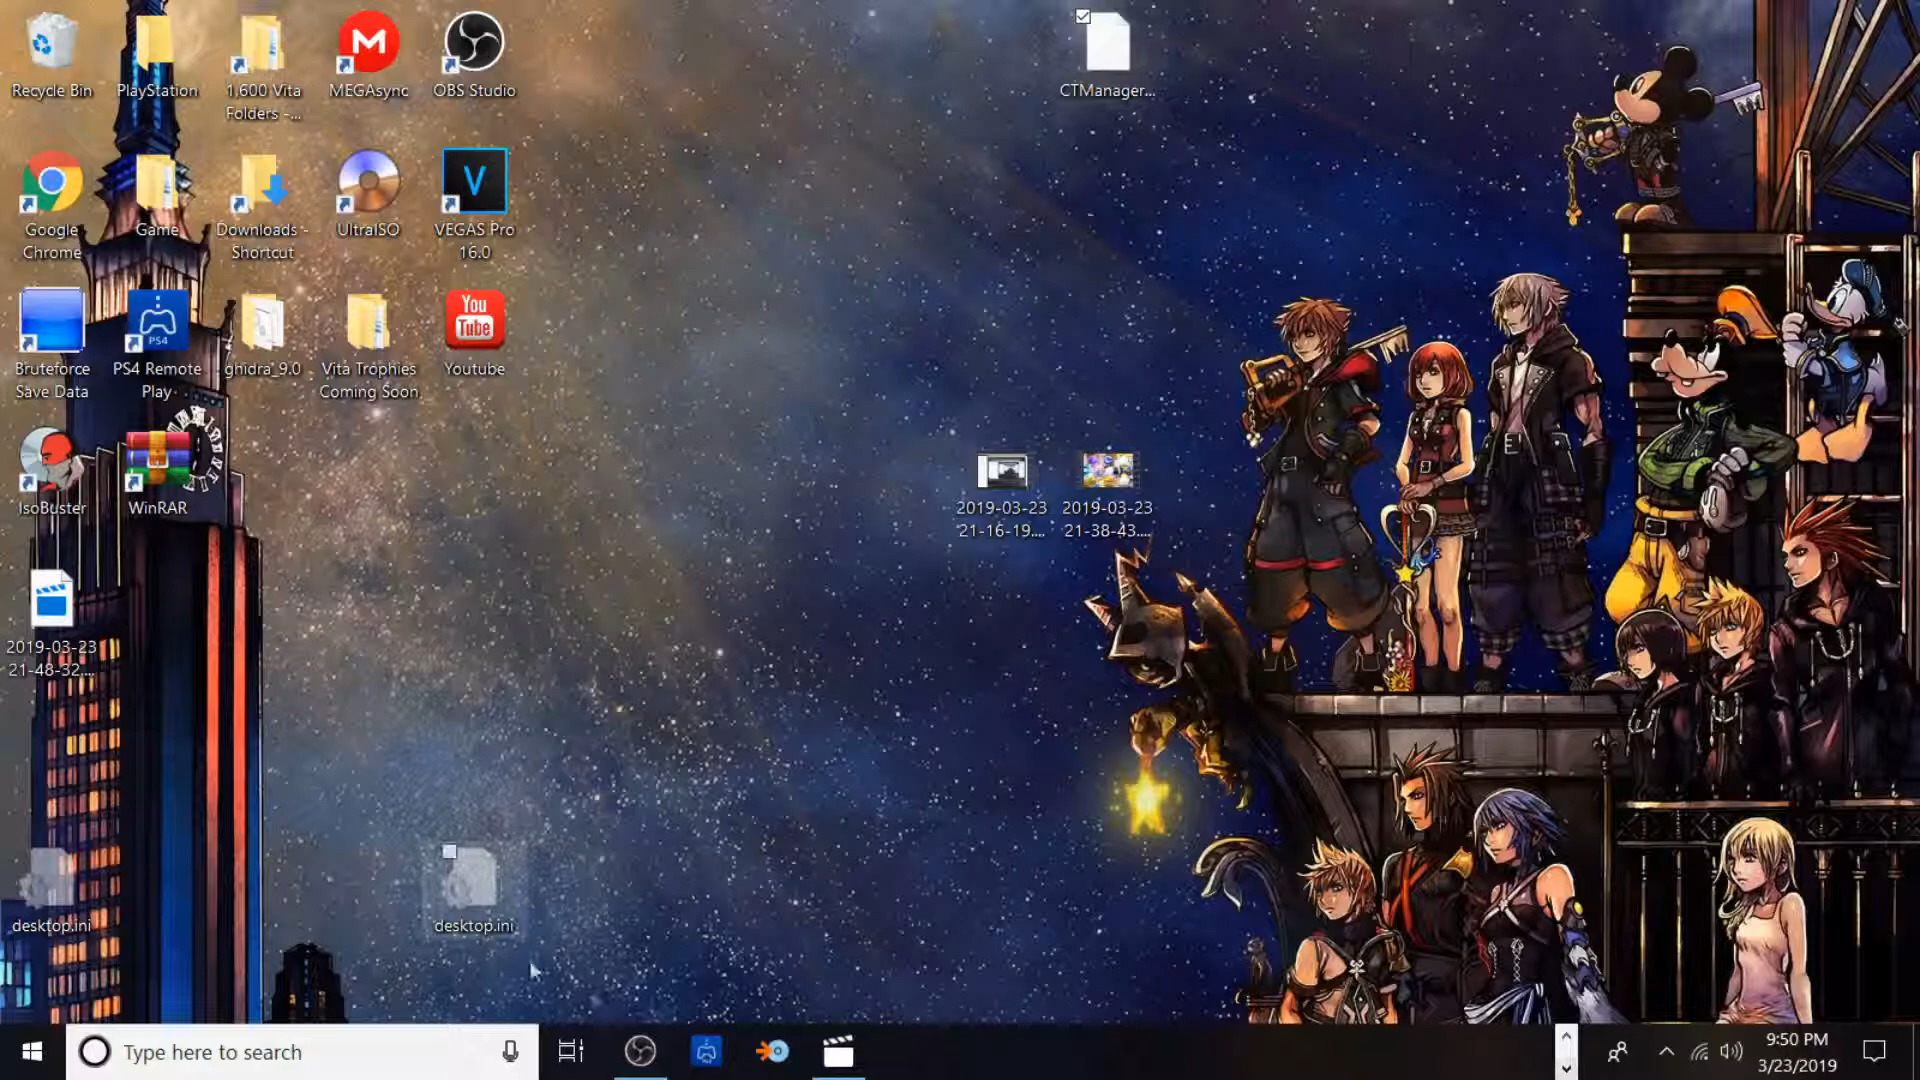 Recycle Bin
PlayStation
1,600 Vita
Folders -...
MEGAsync
OBS Studio
CTManager...
Google
Chrome
Game
Downloads -
Shortcut
UltraISO
V
VEGAS Pro
16.0
Bruteforce
Save Data
PS4
PS4 Remote
Play
ghidra_9.0
Vita Trophies
Coming Soon
You
Tube
Youtube
IsoBuster
WinRAR
2019-03-23
21-16-19....
2019-03-23
21-38-43....
2019-03-23
21-48-32....
desktop.ini
desktop.ini
Type here to search
9:50 PM
3/23/2019